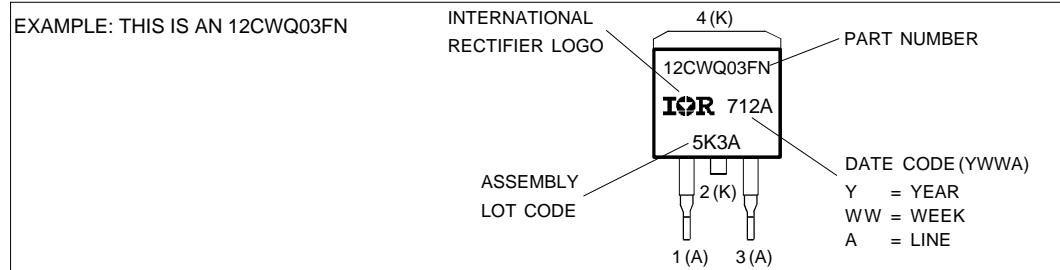 EXAMPLE: THIS IS AN 12CWQ03FN
INTERNATIONAL
RECTIFIER LOGO
4 (K)
PART NUMBER
12CWQ03FN
IOR 712A
5K3A
ASSEMBLY
LOT CODE
2 (K)
1 (A) 3 (A)
DATE CODE (YWWA)
Y = YEAR
WW = WEEK
A = LINE